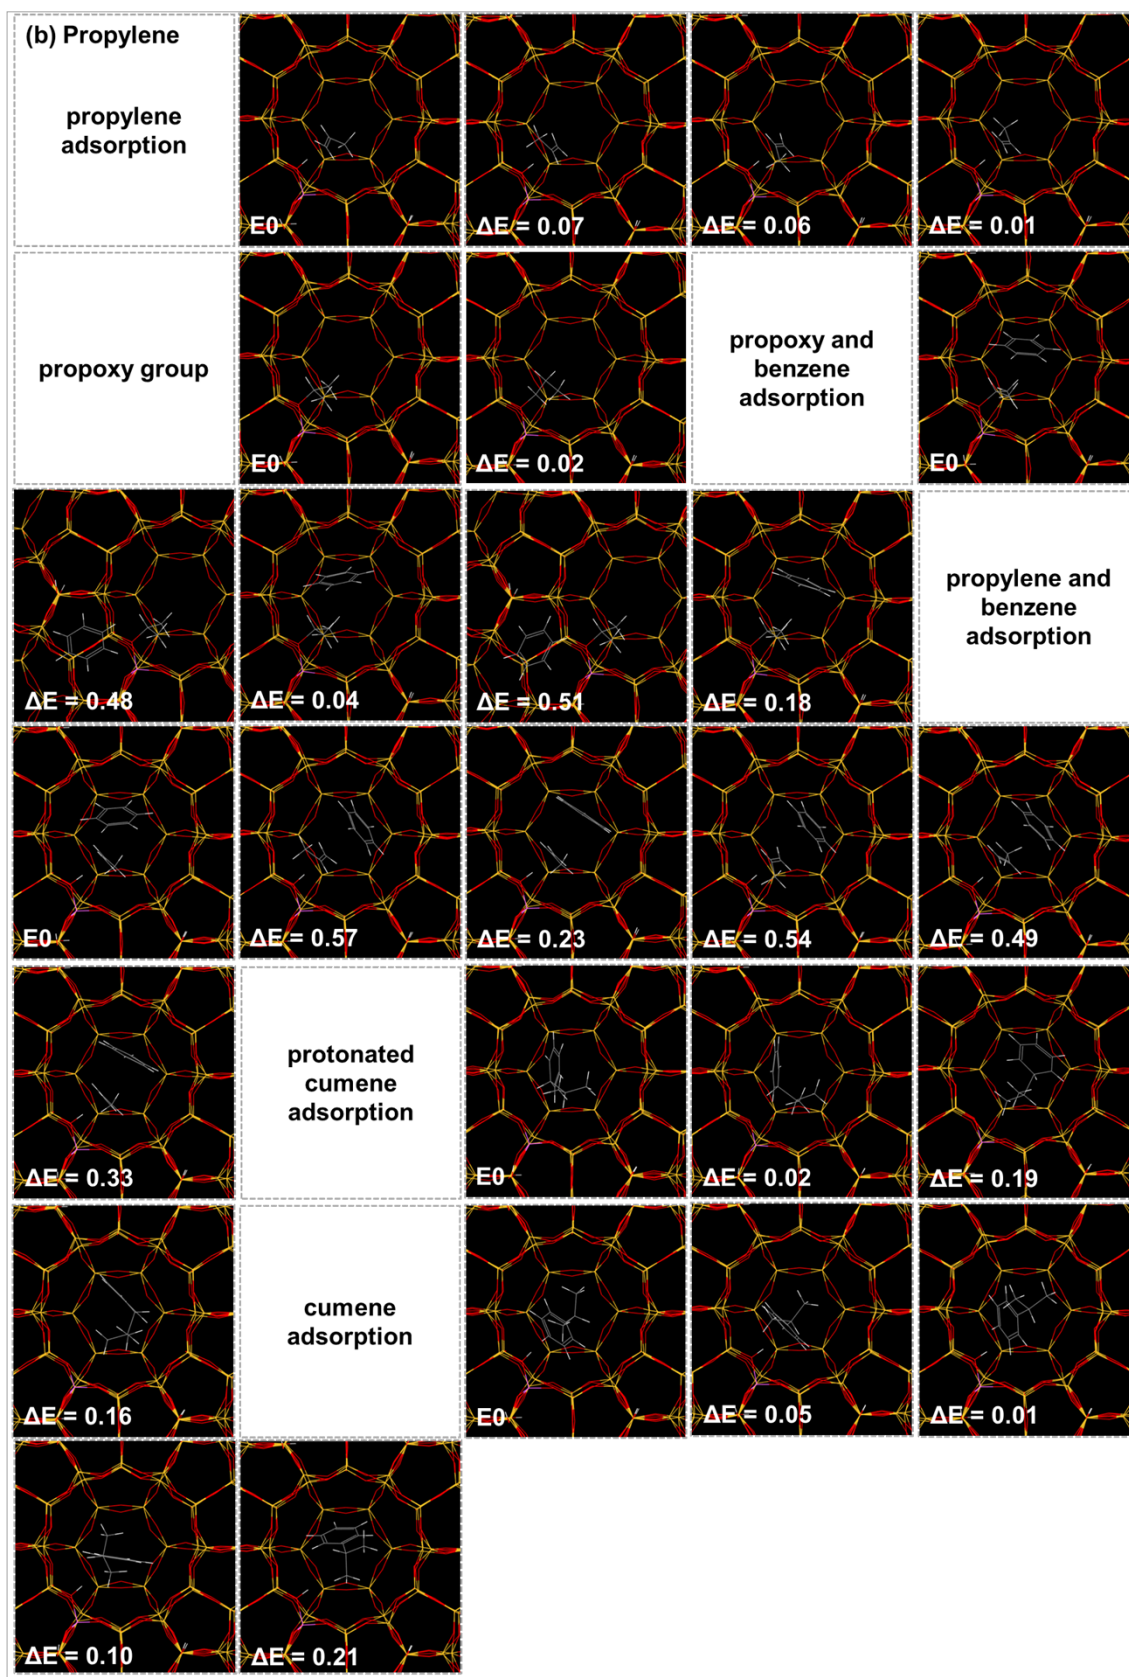 (b) Propylene
propylene
adsorption
E0
ΔE = 0.07
ΔE = 0.06
ΔE = 0.01
propoxy group
E0
ΔE = 0.02
propoxy and
benzene
adsorption
E0
ΔE = 0.48
ΔE = 0.04
ΔE = 0.51
ΔE = 0.18
propylene and
benzene
adsorption
E0
ΔE = 0.57
ΔE = 0.23
ΔE = 0.54
ΔE = 0.49
ΔE = 0.33
protonated
cumene
adsorption
E0
ΔE = 0.02
ΔE = 0.19
ΔE = 0.16
cumene
adsorption
E0
ΔE = 0.05
ΔE = 0.01
ΔE = 0.10
ΔE = 0.21